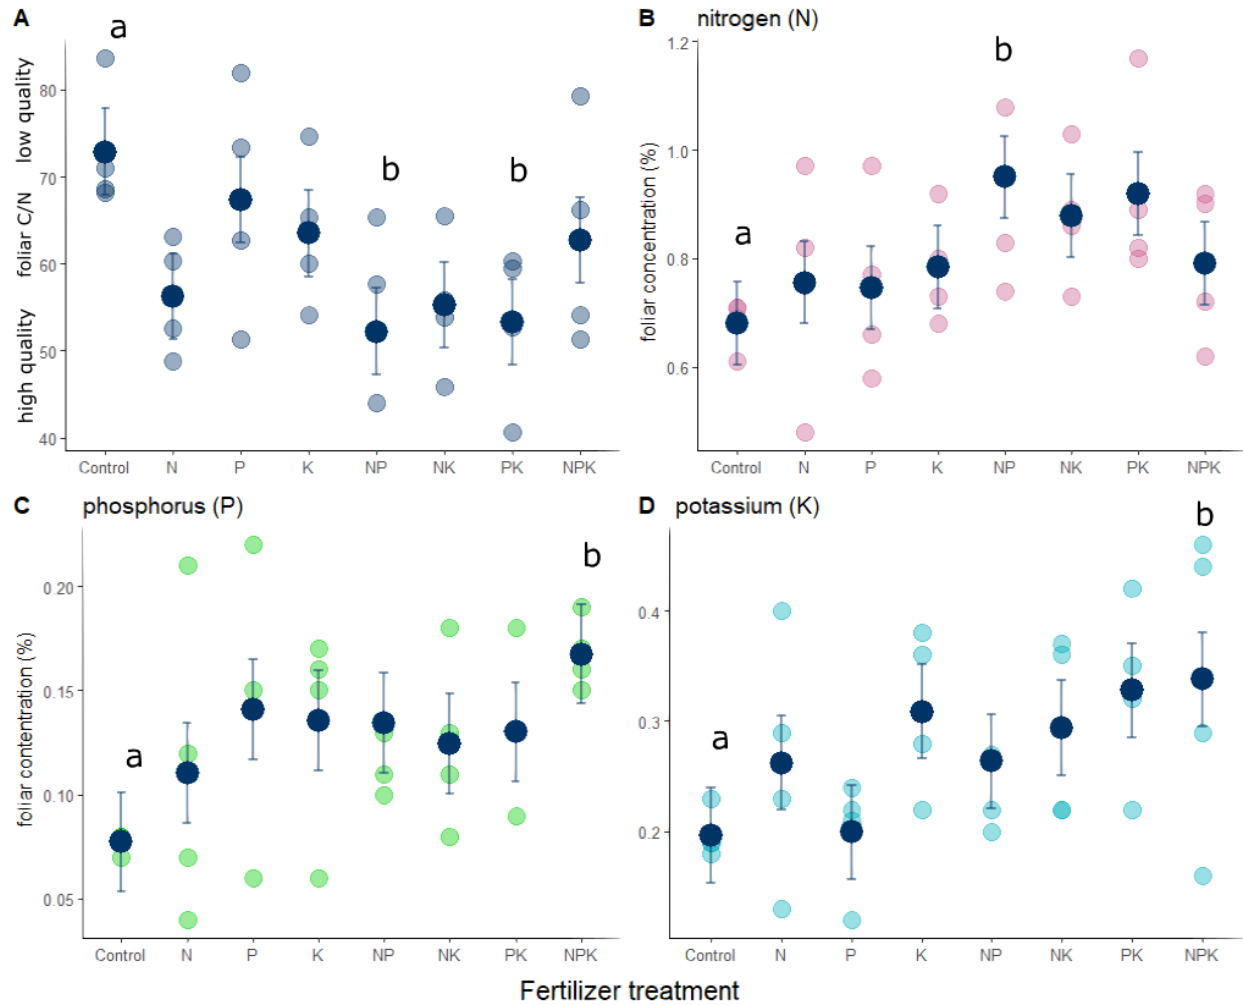 A
a
80
70
60
50
40
low quality
foliar C/N
high quality
b
b
Control N P K NP NK PK NPK
B nitrogen (N)
1.2
1.0
0.8
0.6
foliar concentration (%)
a
b
Control N P K NP NK PK NPK
C phosphorus (P)
0.20
0.15
0.10
0.05
foliar contentration (%)
a
b
Control N P K NP NK PK NPK
D potassium (K)
0.4
0.3
0.2
a
b
Control N P K NP NK PK NPK
Fertilizer treatment